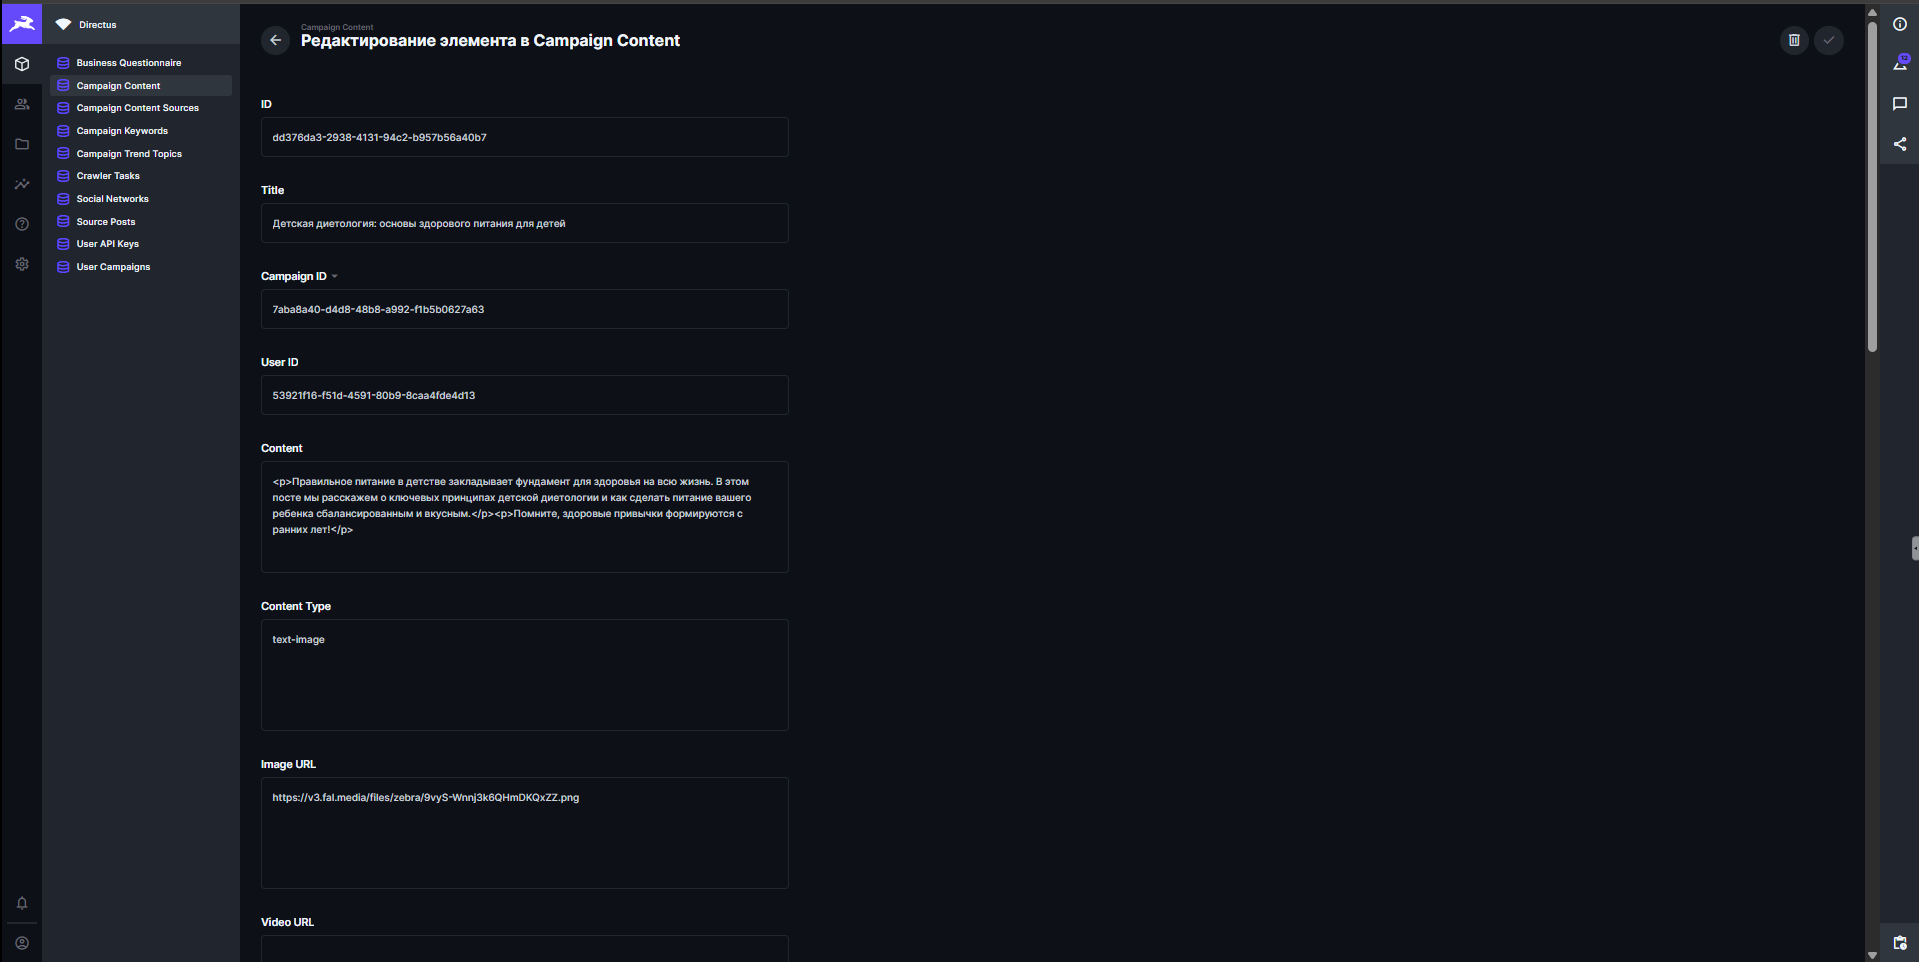 Directus
Business Questionnaire
Campaign Content
Campaign Content Sources
Campaign Keywords
Campaign Trend Topics
Crawler Tasks
Social Networks
Source Posts
User API Keys
User Campaigns
Campaign Content
Редактирование элемента в Campaign Content
ID
dd376da3-2938-4131-94c2-b957b56a40b7
Title
Детская диетология: основы здорового питания для детей
Campaign ID
7aba8a40-d4d8-48b8-a992-f1b5b0627a63
User ID
53921f16-f51d-4591-80b9-8caa4fde4d13
Content
<p>Правильное питание в детстве закладывает фундамент для здоровья на всю жизнь. В этом
посте мы расскажем о ключевых принципах детской диетологии и как сделать питание вашего
ребенка сбалансированным и вкусным.</p><p>Помните, здоровые привычки формируются с
ранних лет!</p>
Content Type
text-image
Image URL
https://v3.fal.media/files/zebra/9vyS-Wnnj3k6QHmDKQxZZ.png
Video URL